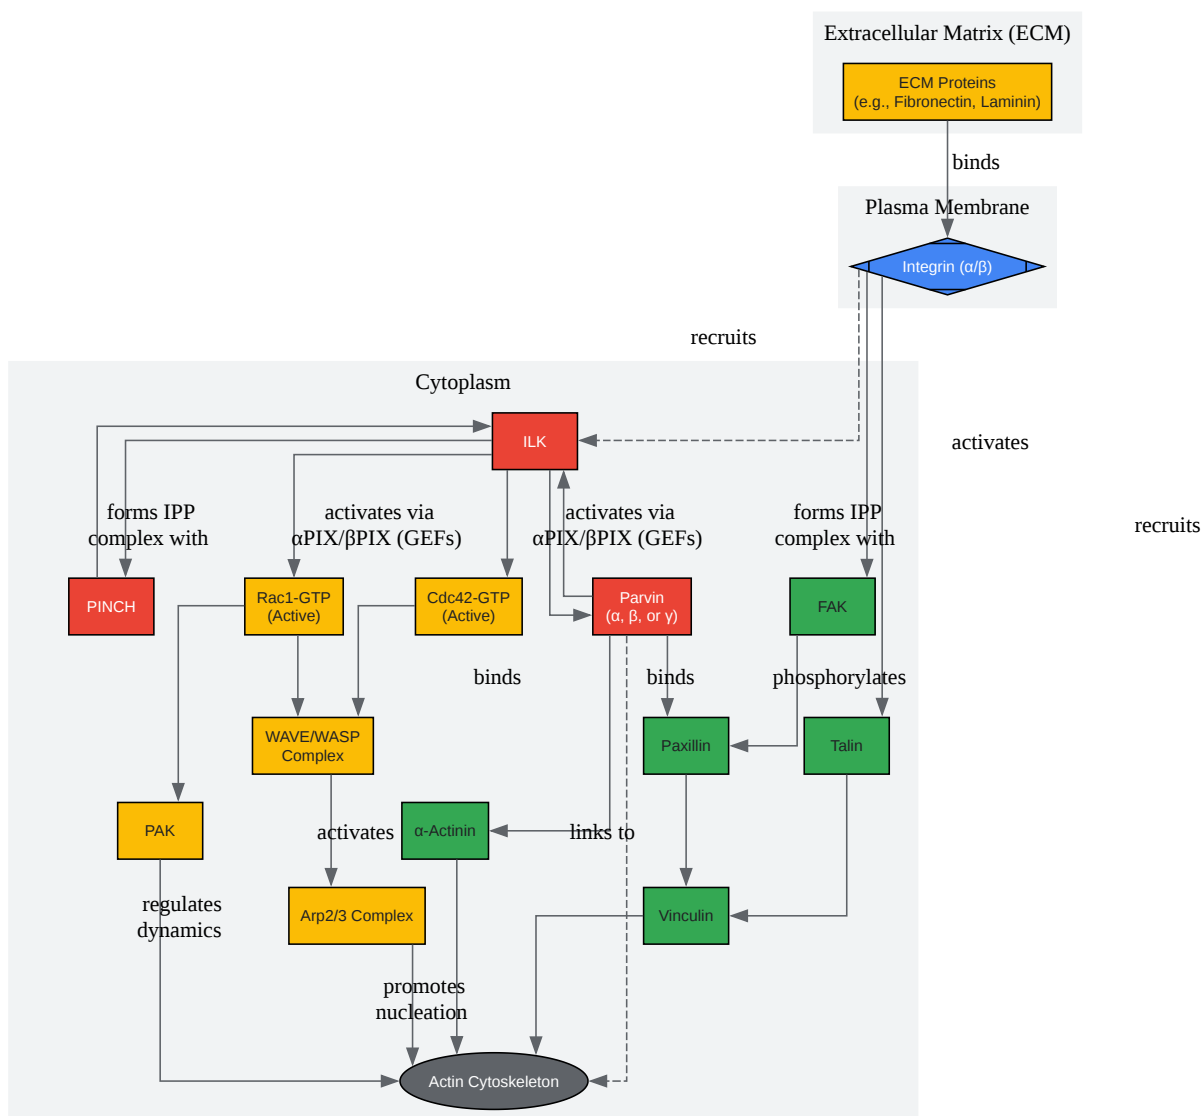 Extracellular Matrix (ECM)
ECM Proteins
(e.g., Fibronectin, Laminin)
binds
Plasma Membrane
Integrin (α/β)
recruits
Cytoplasm
ILK
activates
forms IPP
complex with
activates via
αPIX/βPIX (GEFs)
activates via
αPIX/βPIX (GEFs)
forms IPP
complex with
recruits
PINCH
Rac1-GTP
(Active)
Cdc42-GTP
(Active)
Parvin
(α, β, or γ)
FAK
binds
binds
phosphorylates
WAVE/WASP
Complex
Paxillin
Talin
PAK
activates
α-Actinin
links to
regulates
dynamics
Arp2/3 Complex
Vinculin
promotes
nucleation
Actin Cytoskeleton